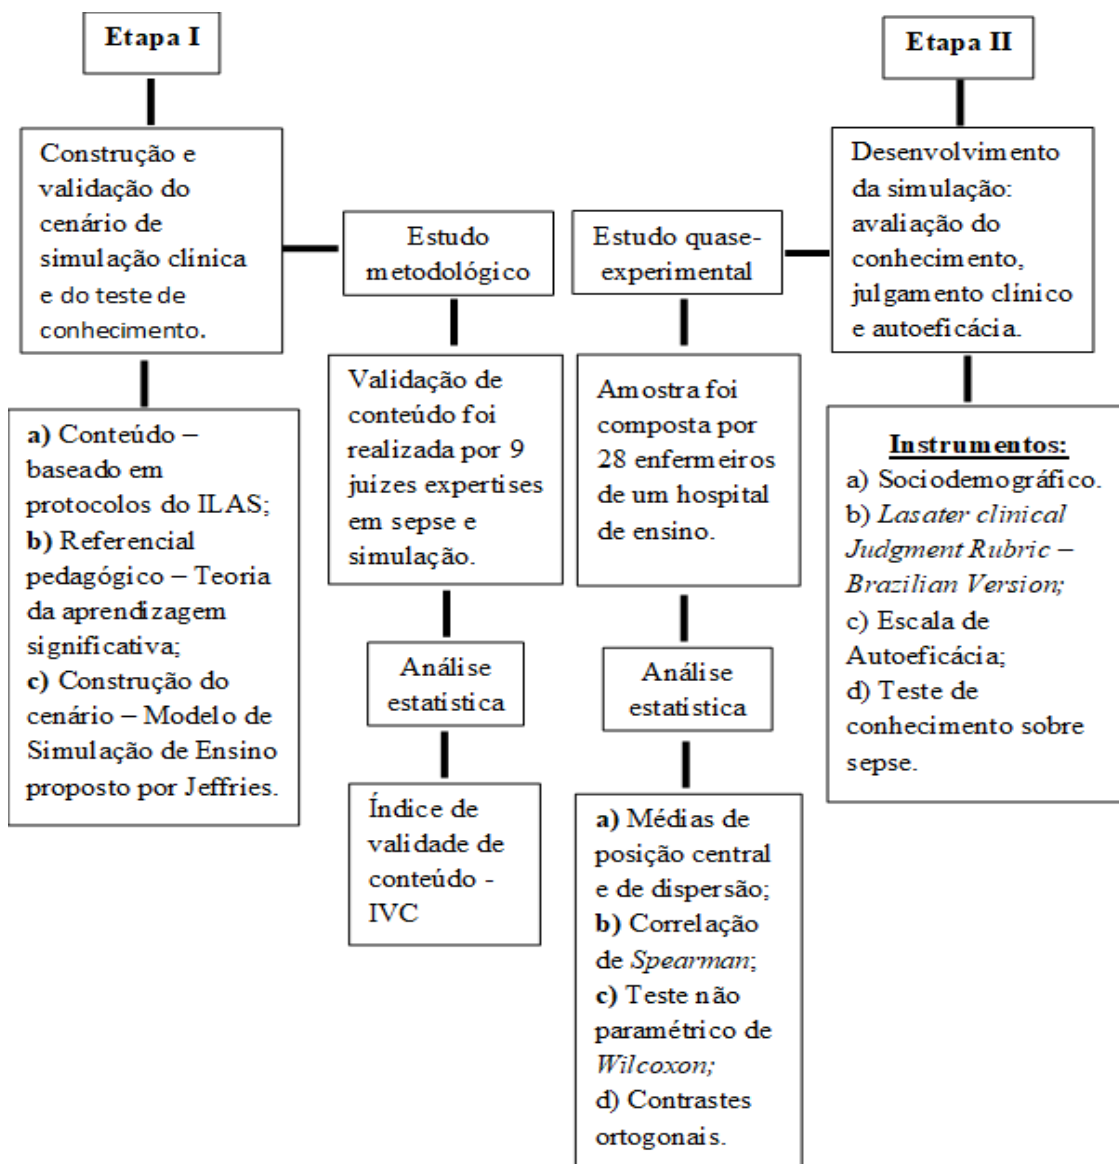 Etapa I
Construção e
validação do
cenário de
simulação clínica
e do teste de
conhecimento.
a) Conteúdo –
baseado em
protocolos do ILAS;
b) Referencial
pedagógico – Teoria
da aprendizagem
significativa;
c) Construção do
cenário – Modelo de
Simulação de Ensino
proposto por Jeffries.
Estudo
metodológico
Validação de
conteúdo foi
realizada por 9
juízes expertises
em sepse e
simulação.
Análise
estatística
Índice de
validade de
conteúdo -
IVC
Etapa II
Desenvolvimento
da simulação:
avaliação do
conhecimento,
julgamento clínico
e autoeficácia.
Instrumentos:
a) Sociodemográfico.
b) Lasater clinical
Judgment Rubric –
Brazilian Version;
c) Escala de
Autoeficácia;
d) Teste de
conhecimento sobre
sepse.
Estudo quase-
experimental
Amostra foi
composta por
28 enfermeiros
de um hospital
de ensino.
Análise
estatística
a) Médias de
posição central
e de dispersão;
b) Correlação
de Spearman;
c) Teste não
paramétrico de
Wilcoxon;
d) Contrastes
ortogonais.